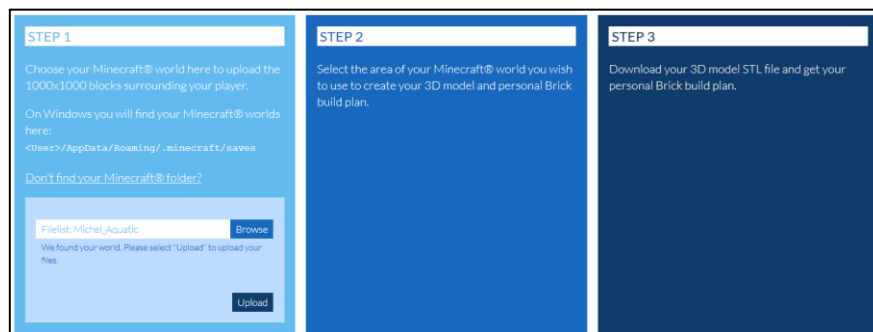 STEP 1
Choose your Minecraft® world here to upload the
1000x1000 blocks surrounding your player.
On Windows you will find your Minecraft® worlds
here:
<User>/AppData/Roaming/.minecraft/saves
Don't find your Minecraft® folder?
Filelist: Michel_Aquatic
Browse
We found your world. Please select "Upload" to upload your
files.
Upload
STEP 2
Select the area of your Minecraft® world you wish
to use to create your 3D model and personal Brick
build plan.
STEP 3
Download your 3D model STL file and get your
personal Brick build plan.